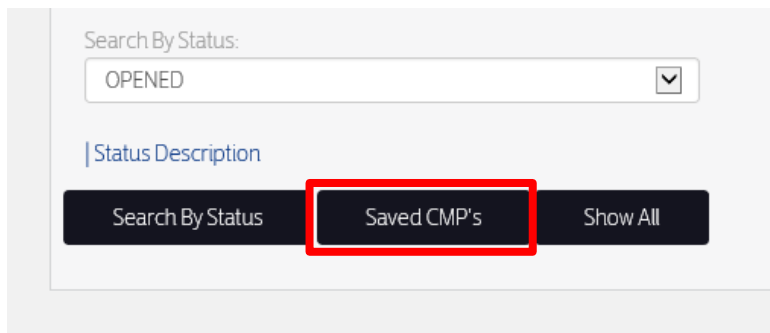 Search By Status:
OPENED
Status Description
Search By Status Saved CMP's Show All